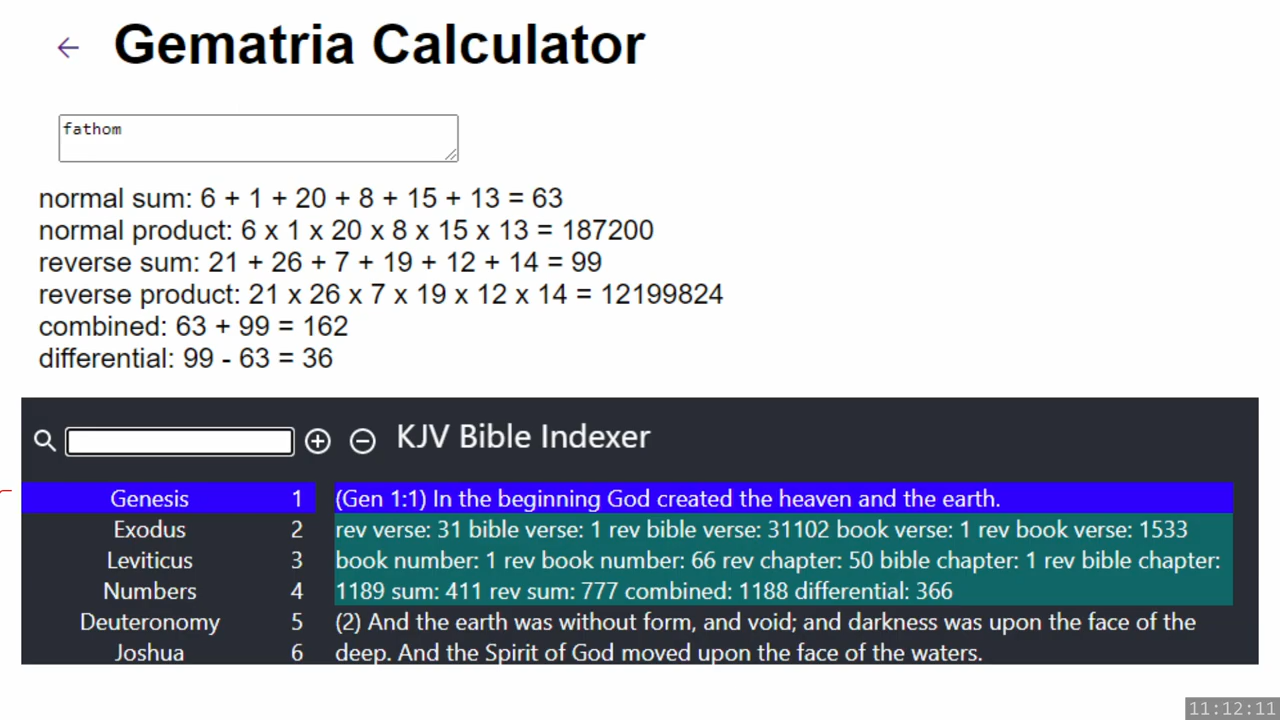 ← Gematria Calculator
fathom
normal sum: 6 + 1 + 20 + 8 + 15 + 13 = 63
normal product: 6 x 1 x 20 x 8 x 15 x 13 = 187200
reverse sum: 21 + 26 + 7 + 19 + 12 + 14 = 99
reverse product: 21 x 26 x 7 x 19 x 12 x 14 = 12199824
combined: 63 + 99 = 162
differential: 99 - 63 = 36
KJV Bible Indexer
Genesis 1
Exodus 2
Leviticus 3
Numbers 4
Deuteronomy 5
Joshua 6
(Gen 1:1) In the beginning God created the heaven and the earth.
rev verse: 31 bible verse: 1 rev bible verse: 31102 book verse: 1 rev book verse: 1533
book number: 1 rev book number: 66 rev chapter: 50 bible chapter: 1 rev bible chapter:
1189 sum: 411 rev sum: 777 combined: 1188 differential: 366
(2) And the earth was without form, and void; and darkness was upon the face of the
deep. And the Spirit of God moved upon the face of the waters.
11:12:11